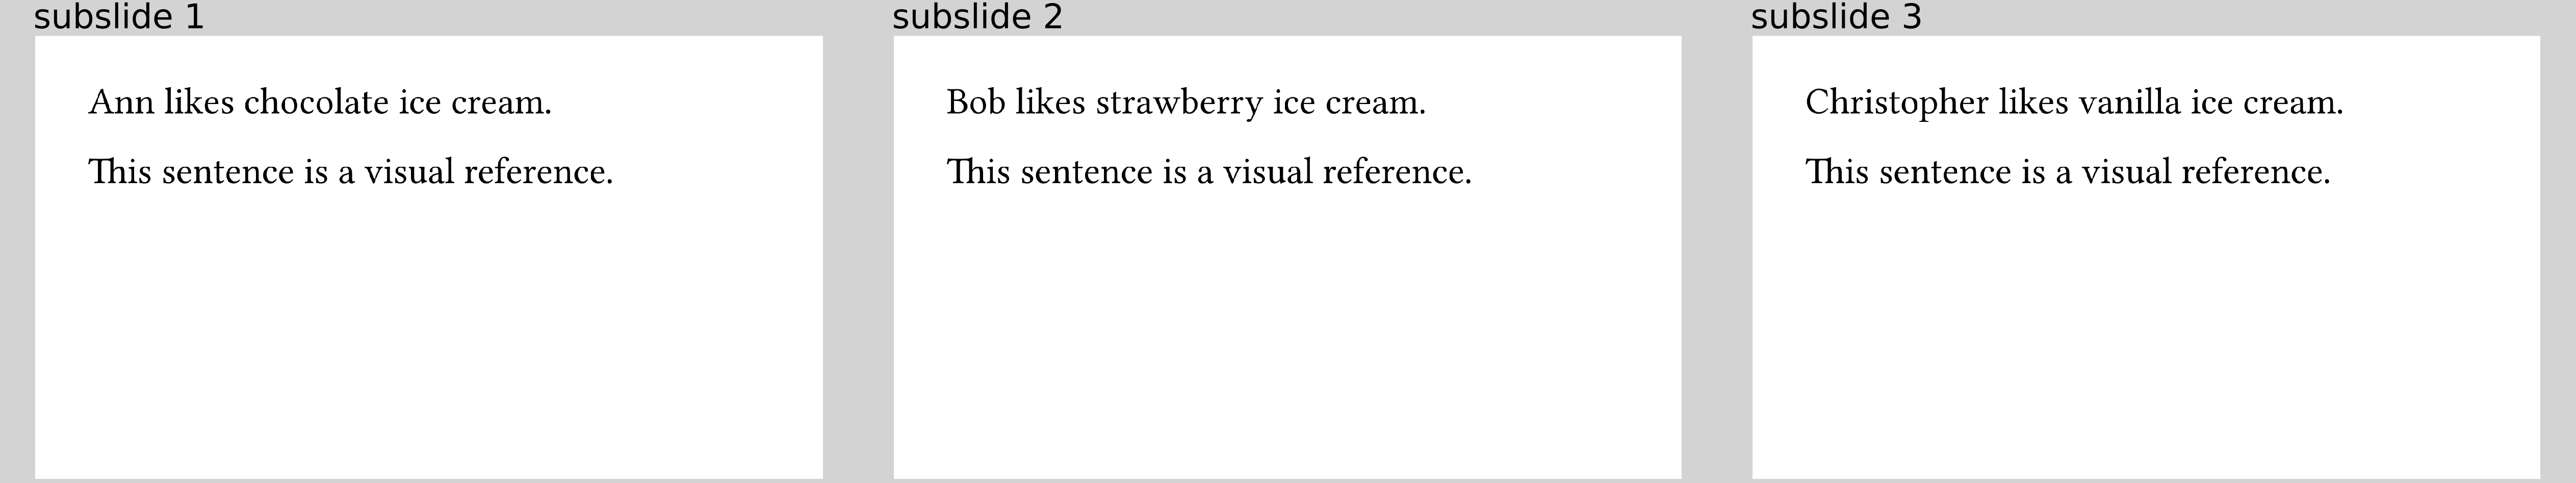 subslide 1
Ann likes chocolate ice cream.
This sentence is a visual reference.
subslide 2
Bob likes strawberry ice cream.
This sentence is a visual reference.
subslide 3
Christopher likes vanilla ice cream.
This sentence is a visual reference.